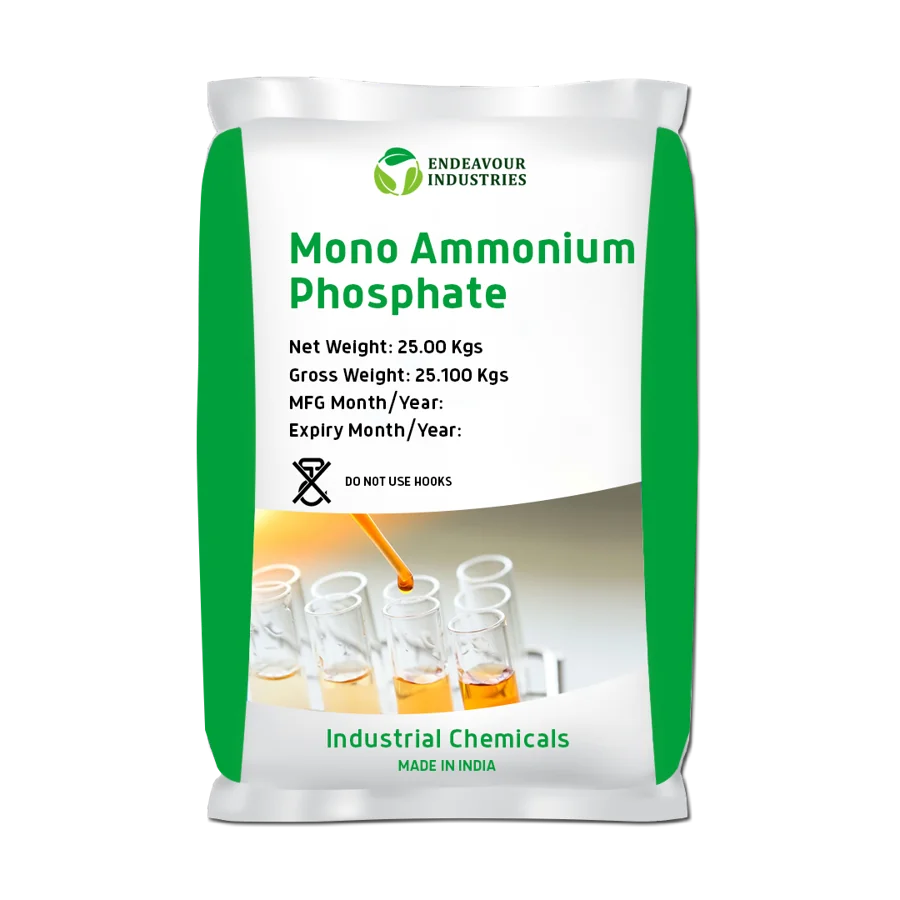 ENDEAVOUR
INDUSTRIES
Mono Ammonium
Phosphate
Net Weight: 25.00 Kgs
Gross Weight: 25.100 Kgs
MFG Month/Year:
Expiry Month/Year:
DO NOT USE HOOKS
Industrial Chemicals
MADE IN INDIA